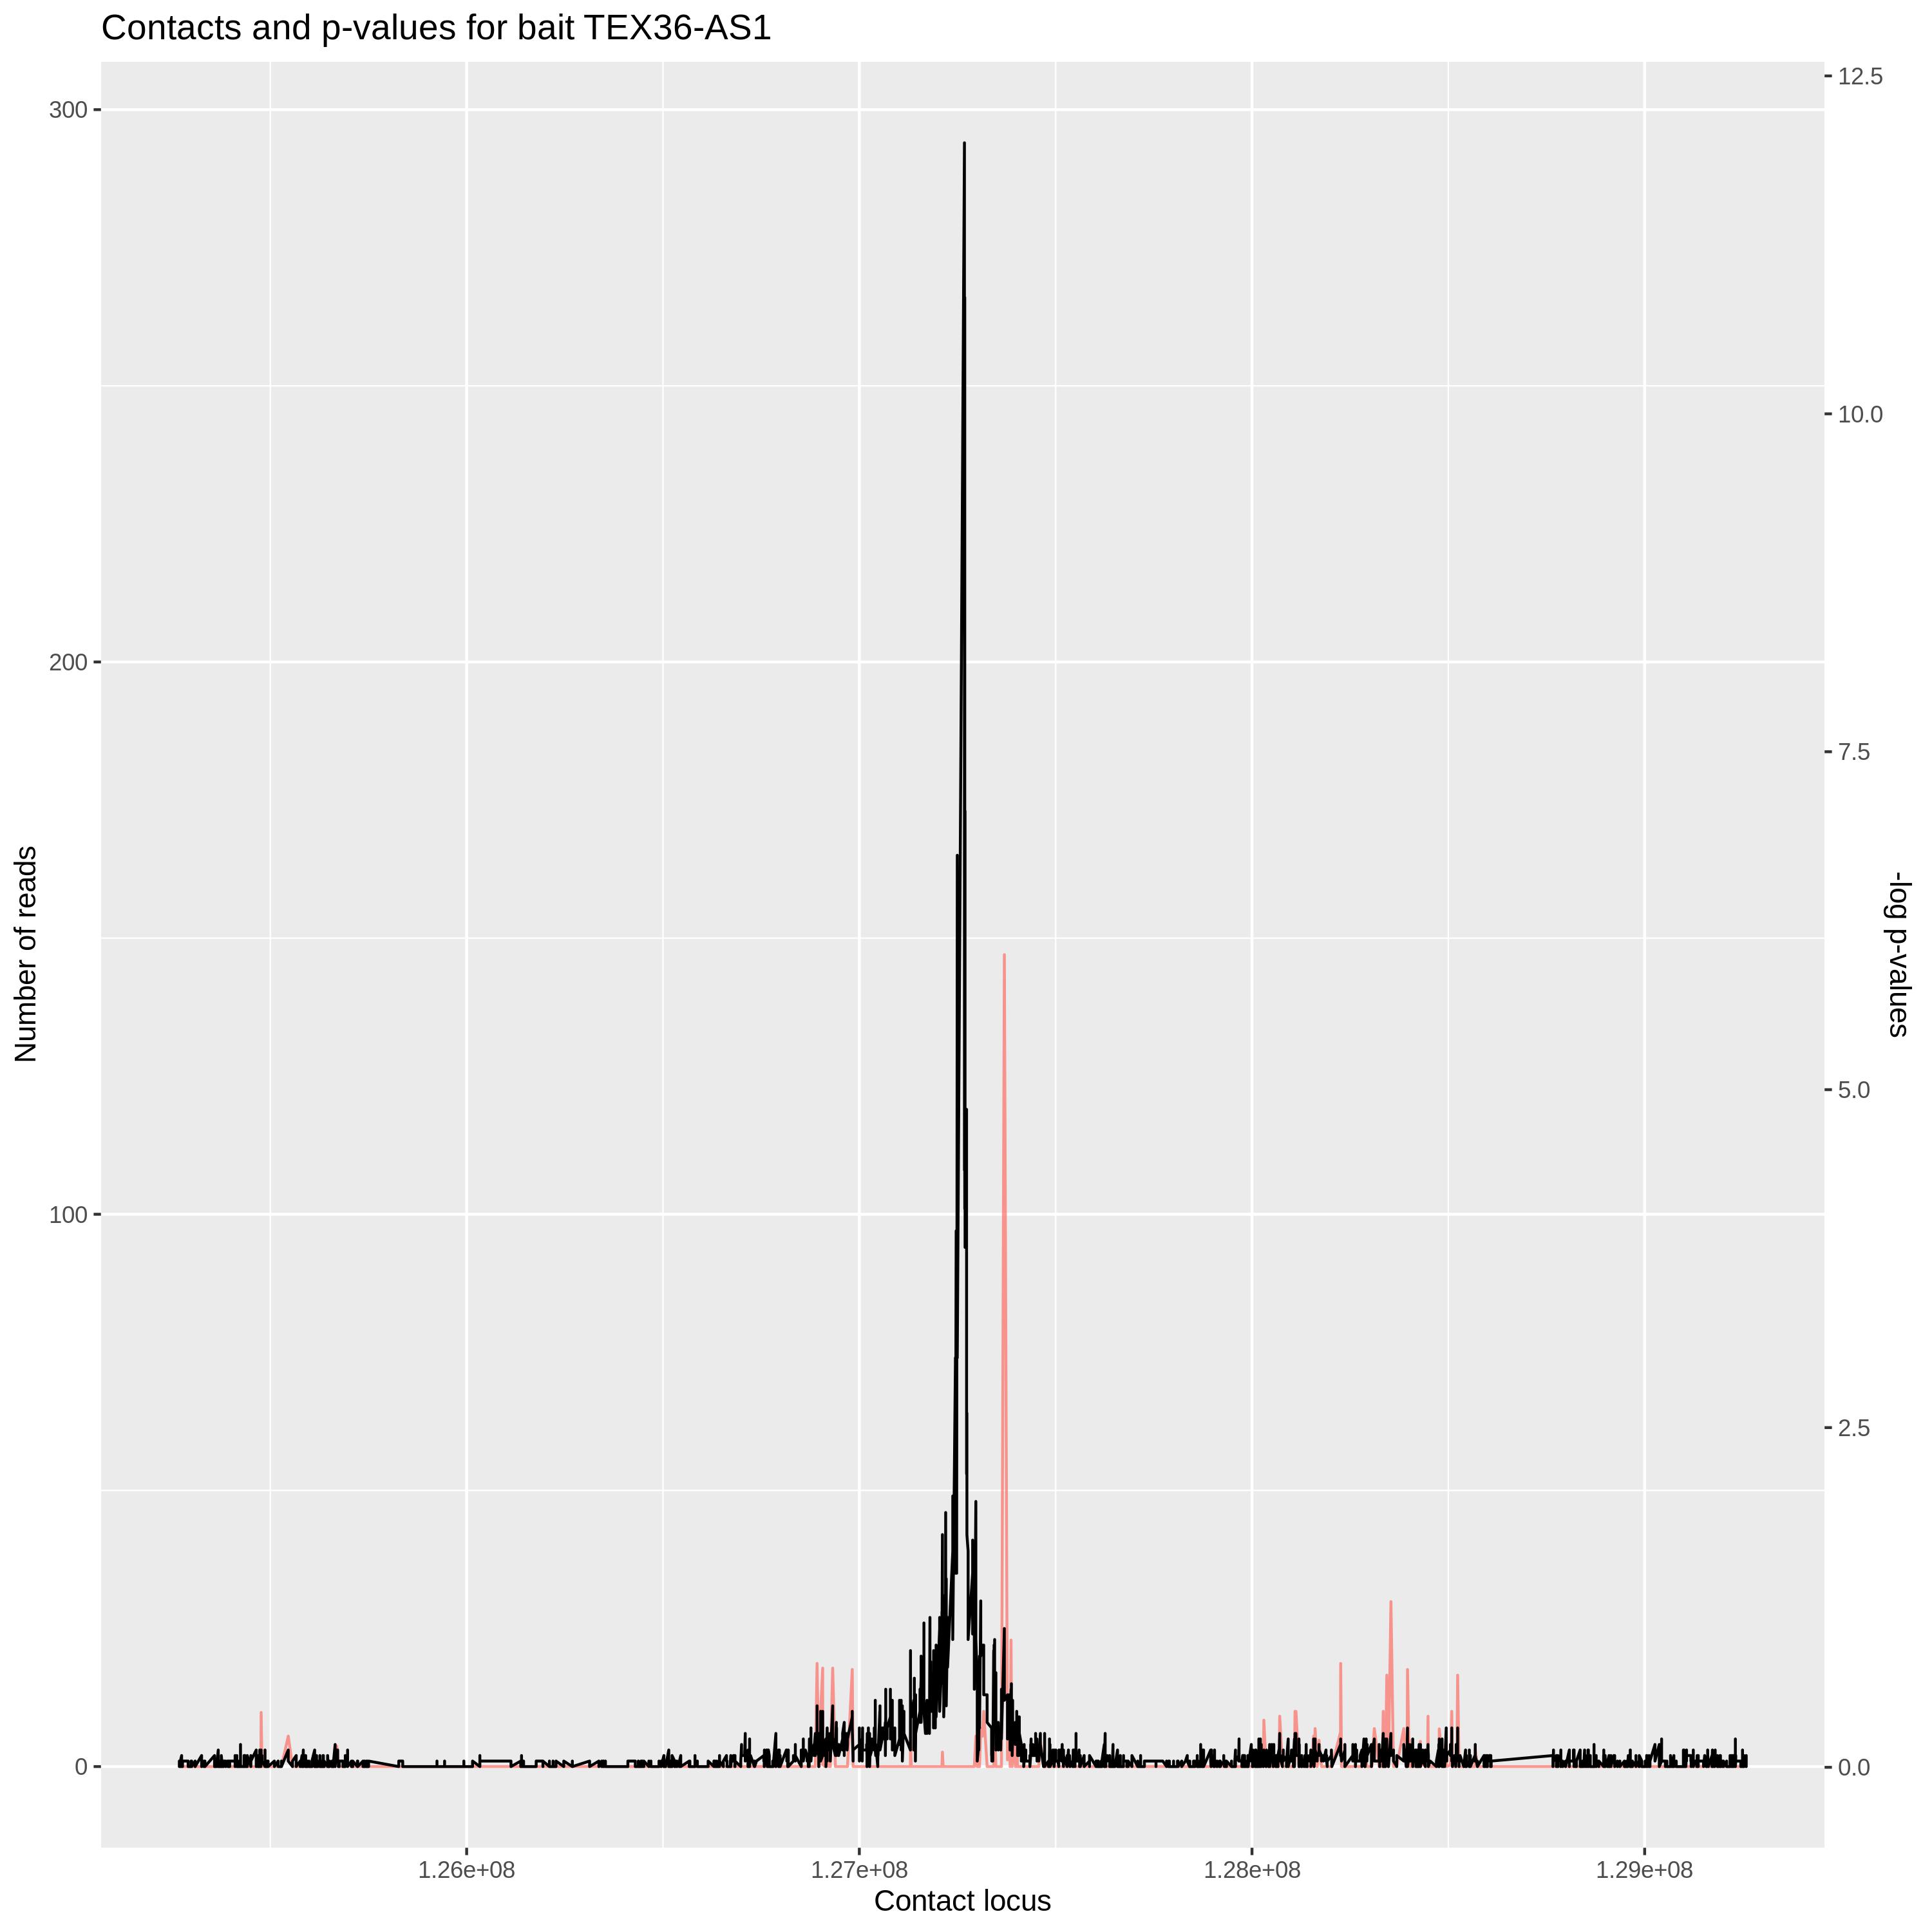 Contacts and p-values for bait TEX36-AS1
300
200
100
0
Number of reads
12.5
10.0
7.5
5.0
2.5
0.0
-log p-values
1.26e+08
1.27e+08
1.28e+08
1.29e+08
Contact locus